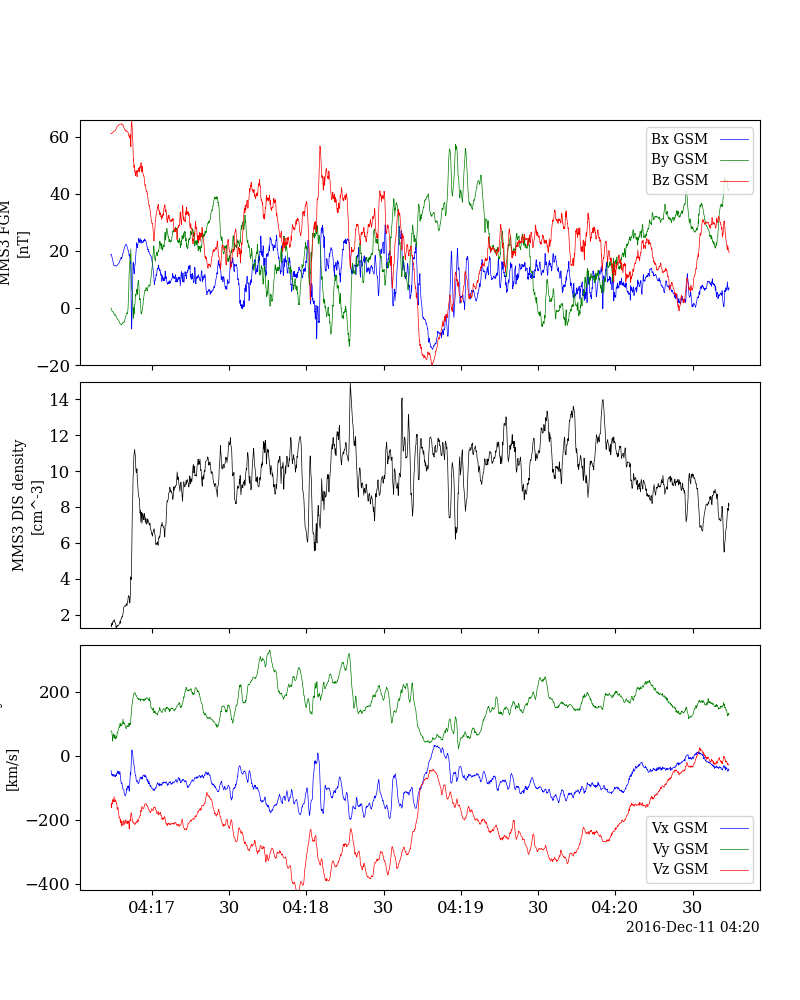 60
40
20
0
−20
MMS3 FGM
[nT]
Bx GSM
By GSM
Bz GSM
14
12
10
8
6
4
2
MMS3 DIS density
[cm^-3]
200
0
−200
−400
[km/s]
Vx GSM
Vy GSM
Vz GSM
04:17 30 04:18 30 04:19 30 04:20 30
2016-Dec-11 04:20